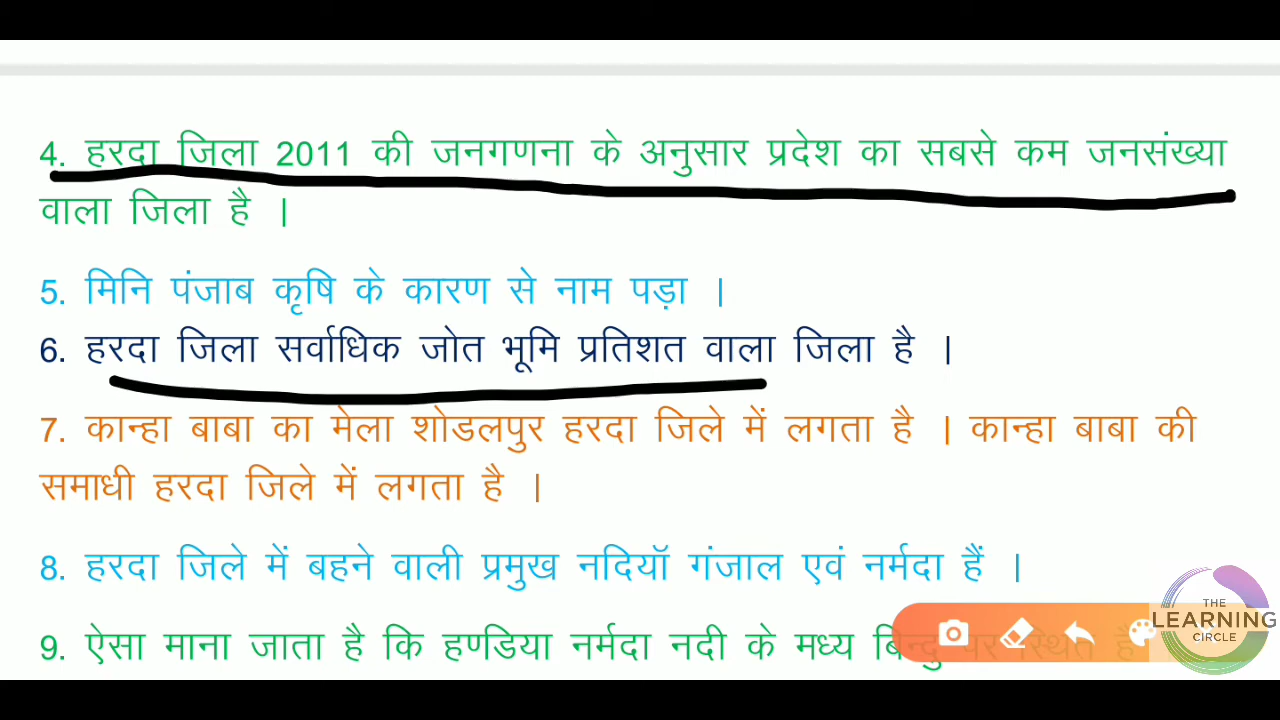 4. हरदा जिला 2011 की जनगणना के अनुसार प्रदेश का सबसे कम जनसंख्या
वाला जिला है ।
5. मिनि पंजाब कृषि के कारण से नाम पड़ा ।
6. हरदा जिला सर्वाधिक जोत भूमि प्रतिशत वाला जिला है ।
7. कान्हा बाबा का मेला शोडलपुर हरदा जिले में लगता है । कान्हा बाबा की
समाधी हरदा जिले में लगता है ।
8. हरदा जिले में बहने वाली प्रमुख नदियॉ गंजाल एवं नर्मदा हैं ।
9. ऐसा माना जाता है कि हण्डिया नर्मदा नदी के मध्य बिन्दु पर स्थित है
THE
LEARNING
CIRCLE